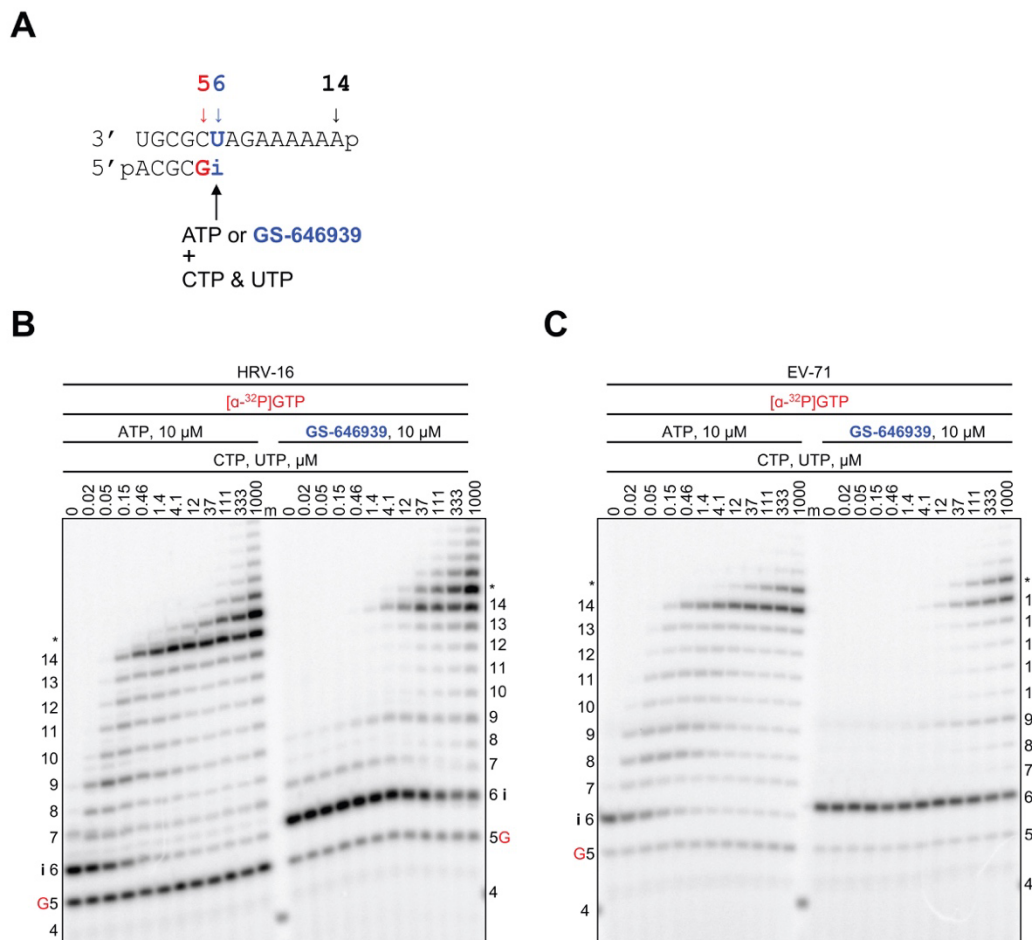 A
56 14
↓ ↓ ↓
3' UGCGCUAGAAAAAAp
5'pACGCGi
ATP or GS-646939
+
CTP & UTP
B
HRV-16
[α-³²P]GTP
ATP, 10 µM GS-646939, 10 µM
CTP, UTP, µM
0 0.02 0.05 0.15 0.46 1.4 4.1 12 37 111 333 1000 m 0 0.02 0.05 0.15 0.46 1.4 4.1 12 37 111 333 1000
*
14
13
12
11
10
9
8
7
i 6
G5
4
*
14
13
12
11
10
9
8
7
6 i
5G
4
C
EV-71
[α-³²P]GTP
ATP, 10 µM GS-646939, 10 µM
CTP, UTP, µM
0 0.02 0.05 0.15 0.46 1.4 4.1 12 37 111 333 1000 m 0 0.02 0.05 0.15 0.46 1.4 4.1 12 37 111 333 1000
*
14
13
12
11
10
9
8
7
i 6
G5
4
*
1
1
1
1
1
9
8
7
6
5
4